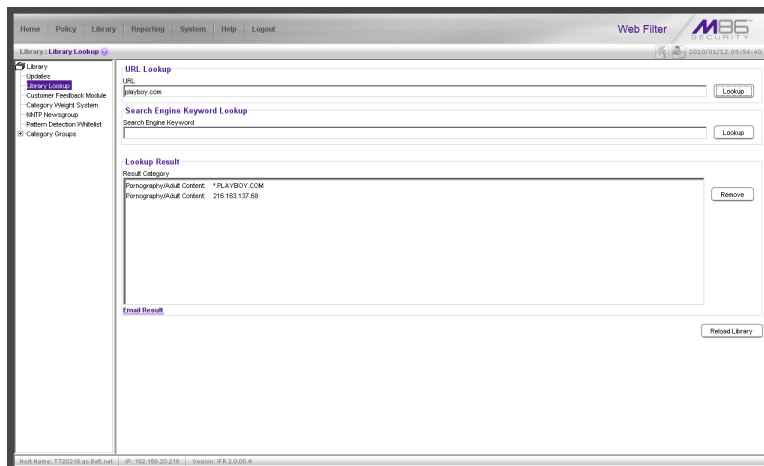 Home Policy Library Reporting System Help Logout
Web Filter
M86
SECURITY
Library : Library Lookup
2010/01/12 09:54:40
Library
Updates
Library Lookup
Customer Feedback Module
Category Weight System
NNTP Newsgroup
Pattern Detection Whitelist
Category Groups
URL Lookup
URL
playboy.com
Lookup
Search Engine Keyword Lookup
Search Engine Keyword
Lookup
Lookup Result
Result Category
Pornography/Adult Content: *.PLAYBOY.COM
Pornography/Adult Content: 216.163.137.68
Remove
Email Result
Reload Library
Host Name: TT20218.qc.8e6.net IP: 192.168.20.218 Version: IFR 2.0.00.4